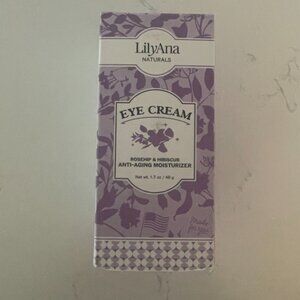 LilyAna
NATURALS
EYE CREAM
ROSEHIP & HIBISCUS
ANTI-AGING MOISTURIZER
Net wt. 1.7 oz / 48 g